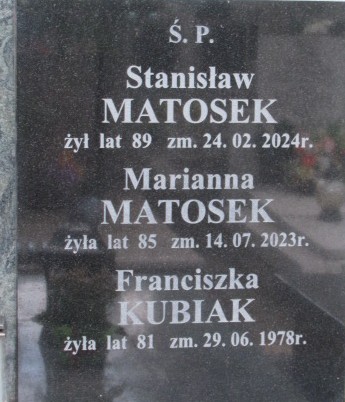 Ś. P.
Stanisław
MATOSEK
żył lat 89 zm. 24. 02. 2024r.
Marianna
MATOSEK
żyła lat 85 zm. 14. 07. 2023r.
Franciszka
KUBIAK
żyła lat 81 zm. 29. 06. 1978r.